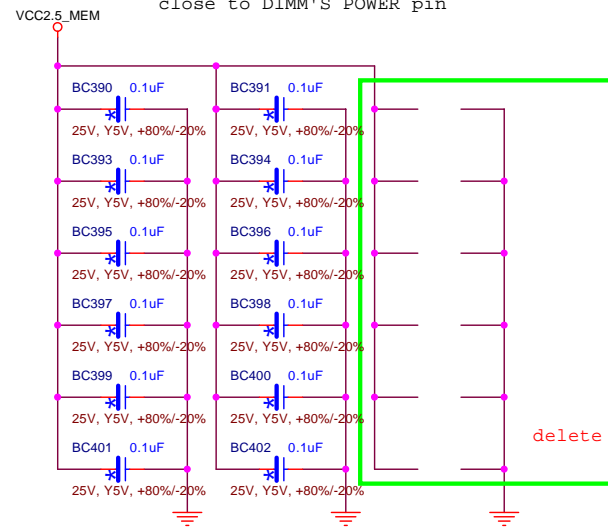 close to DIMM'S POWER pin
VCC2.5_MEM
BC390 0.1uF BC391 0.1uF
25V, Y5V, +80%/-20% 25V, Y5V, +80%/-20%
BC393 0.1uF BC394 0.1uF
25V, Y5V, +80%/-20% 25V, Y5V, +80%/-20%
BC395 0.1uF BC396 0.1uF
25V, Y5V, +80%/-20% 25V, Y5V, +80%/-20%
BC397 0.1uF BC398 0.1uF
25V, Y5V, +80%/-20% 25V, Y5V, +80%/-20%
BC399 0.1uF BC400 0.1uF
25V, Y5V, +80%/-20% 25V, Y5V, +80%/-20%
delete
BC401 0.1uF BC402 0.1uF
25V, Y5V, +80%/-20% 25V, Y5V, +80%/-20%